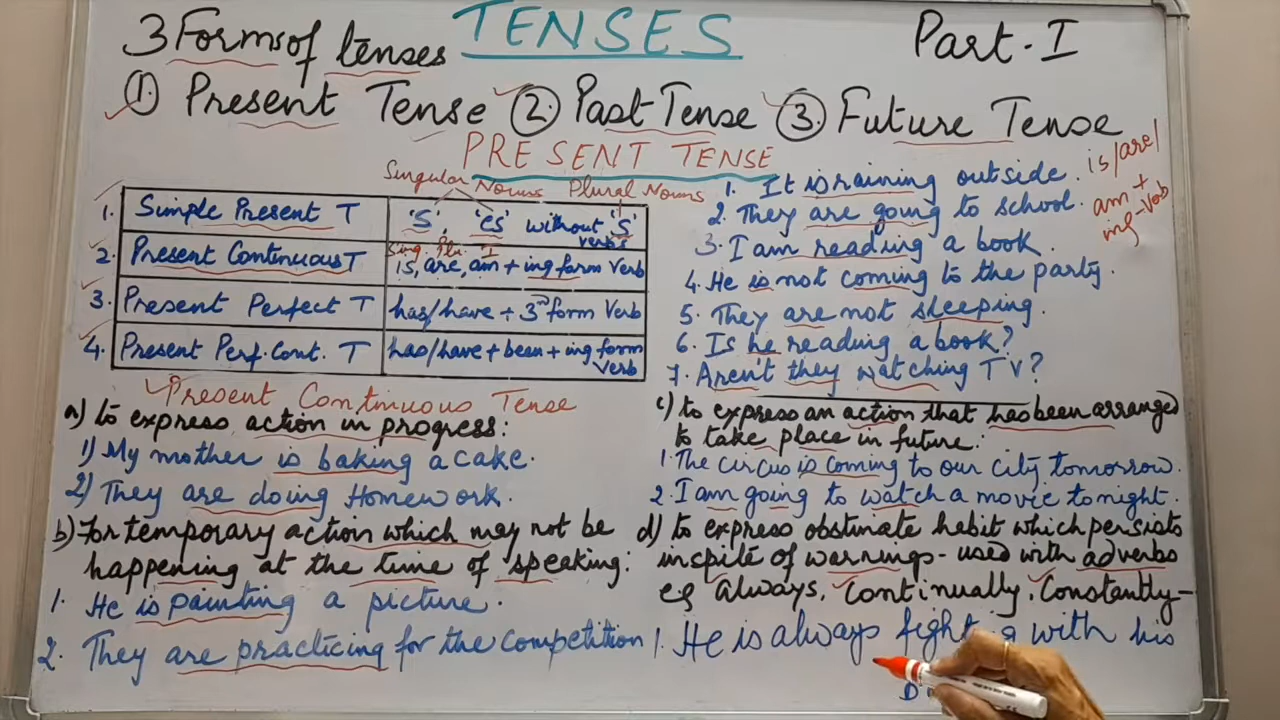 3 Forms of tenses TENSES Part-I
①. Present Tense ②. Past Tense ③. Future Tense
PRESENT TENSE
Singular Nouns Plural Nouns
1. Simple Present T 'S', 'es' without 'S' verbs
Sing. Plu. I
2. Present Continuous T is, are, am + ing form Verb
3. Present Perfect T has/have + 3rd form Verb
4. Present Perf. Cont. T has/have + been + ing form Verb
1. It is raining outside.
2. They are going to school.
3. I am reading a book.
4. He is not coming to the party.
5. They are not sleeping.
6. Is he reading a book?
7. Aren't they watching TV?
is/are/
am +
ing-verb
Present Continuous Tense
a) to express action in progress:
1) My mother is baking a cake.
2) They are doing Homework.
b) For temporary action which may not be
happening at the time of speaking:
1. He is painting a picture.
2. They are practicing for the competition
c) to express an action that has been arranged
to take place in future:
1. The circus is coming to our city tomorrow.
2. I am going to watch a movie tonight.
d) to express obstinate habit which persists
inspite of warnings - used with adverbs
eg Always, Continually, Constantly-
1. He is always with his